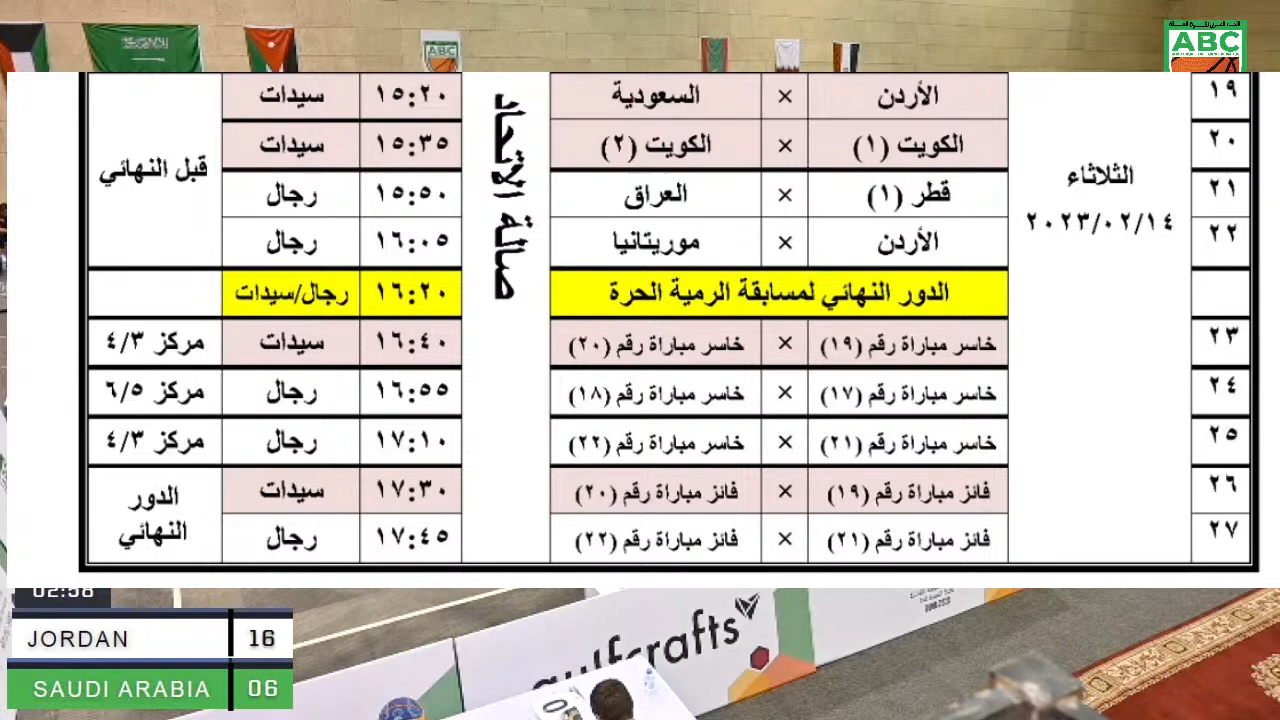 ABC
ABC
١٩ الأردن × السعودية ١٥:٢٠ سيدات
٢٠ الكويت (١) × الكويت (٢) ١٥:٣٥ سيدات
٢١ قطر (١) × العراق ١٥:٥٠ رجال
٢٢ الأردن × موريتانيا ١٦:٠٥ رجال
الثلاثاء
٢٠٢٣/٠٢/١٤
صالة الاتحاد
قبل النهائي
الدور النهائي لمسابقة الرمية الحرة ١٦:٢٠ رجال/سيدات
٢٣ خاسر مباراة رقم (١٩) × خاسر مباراة رقم (٢٠) ١٦:٤٠ سيدات مركز ٤/٣
٢٤ خاسر مباراة رقم (١٧) × خاسر مباراة رقم (١٨) ١٦:٥٥ رجال مركز ٦/٥
٢٥ خاسر مباراة رقم (٢١) × خاسر مباراة رقم (٢٢) ١٧:١٠ رجال مركز ٤/٣
٢٦ فائز مباراة رقم (١٩) × فائز مباراة رقم (٢٠) ١٧:٣٠ سيدات
٢٧ فائز مباراة رقم (٢١) × فائز مباراة رقم (٢٢) ١٧:٤٥ رجال
الدور
النهائي
02:58
JORDAN 16
SAUDI ARABIA 06
gulfcrafts